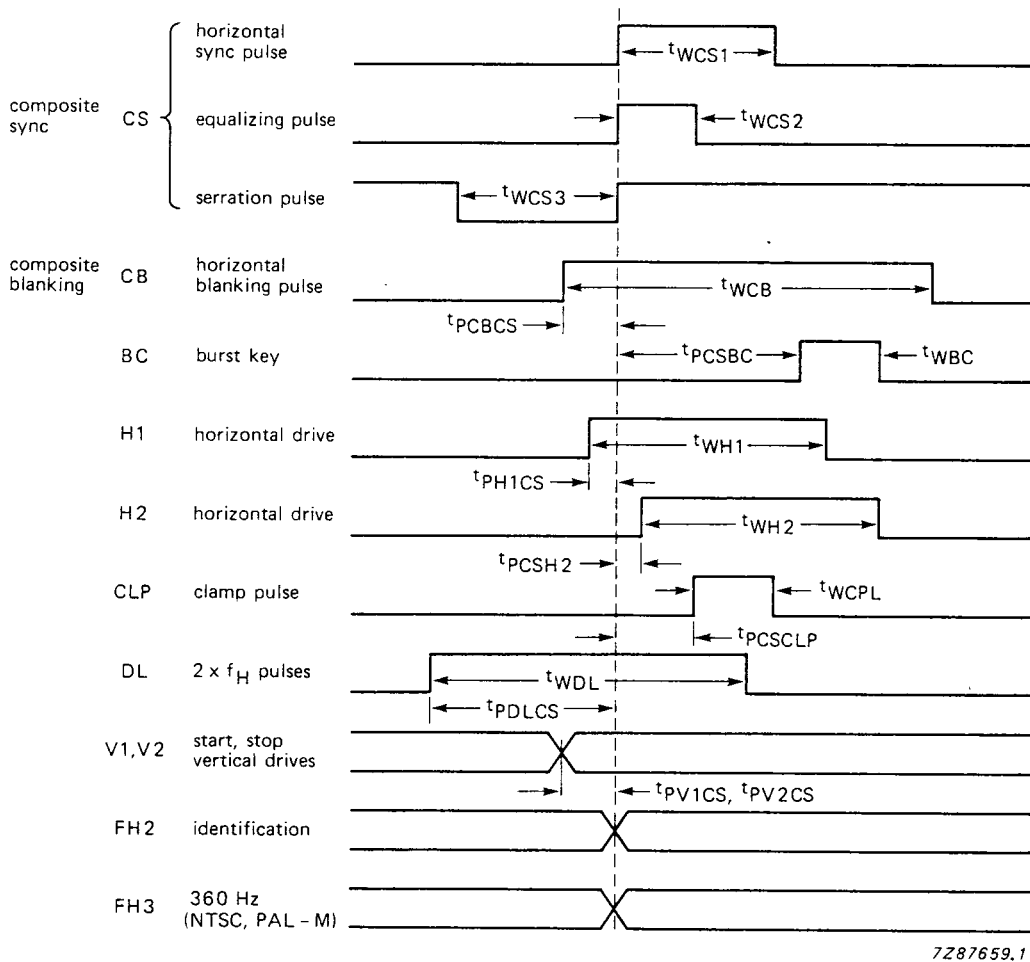 horizontal
sync pulse
tWCS1
composite
sync
CS
equalizing pulse
tWCS2
serration pulse
tWCS3
composite
blanking
CB
horizontal
blanking pulse
tWCB
tPCBCS
BC
burst key
tPCSBC
tWBC
H1
horizontal drive
tWH1
tPH1CS
H2
horizontal drive
tWH2
tPCSH2
CLP
clamp pulse
tWCPL
tPCSCLP
DL
2 x fH pulses
tWDL
tPDLCS
V1,V2
start, stop
vertical drives
tPV1CS, tPV2CS
FH2
identification
FH3
360 Hz
(NTSC, PAL – M)
7Z87659.1